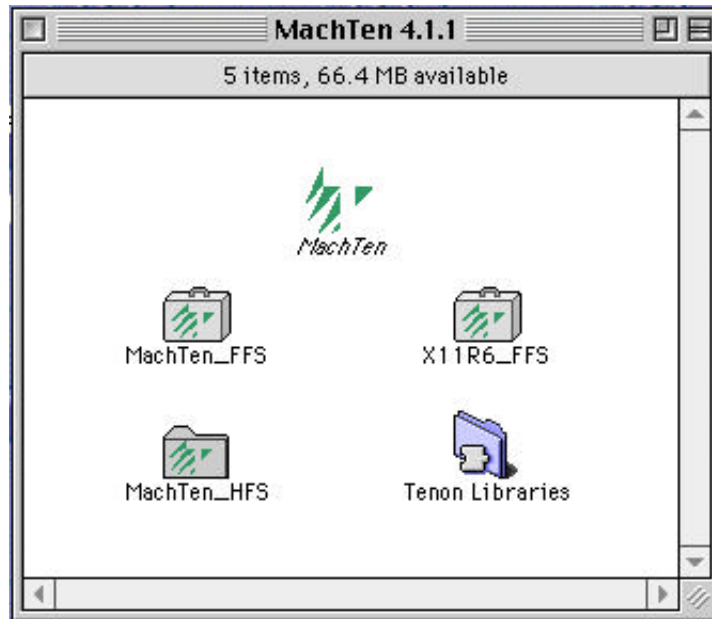 MachTen 4.1.1
5 items, 66.4 MB available
MachTen
MachTen_FFS
X11R6_FFS
MachTen_HFS
Tenon Libraries